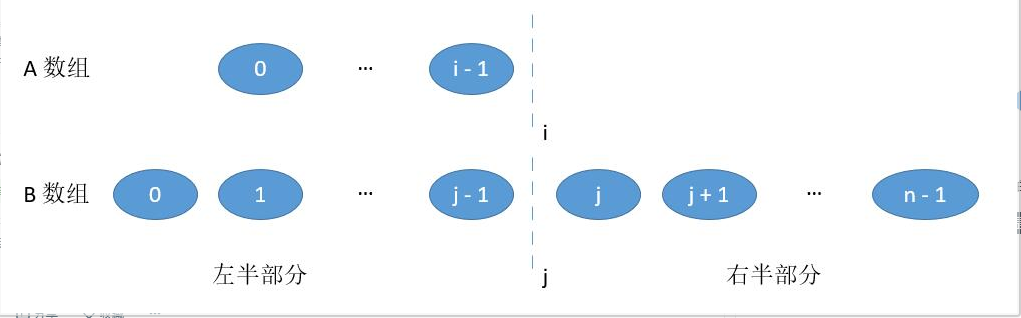 A 数组 0 ... i - 1
i
B 数组 0 1 ... j - 1 j j + 1 ... n - 1
左半部分 j 右半部分